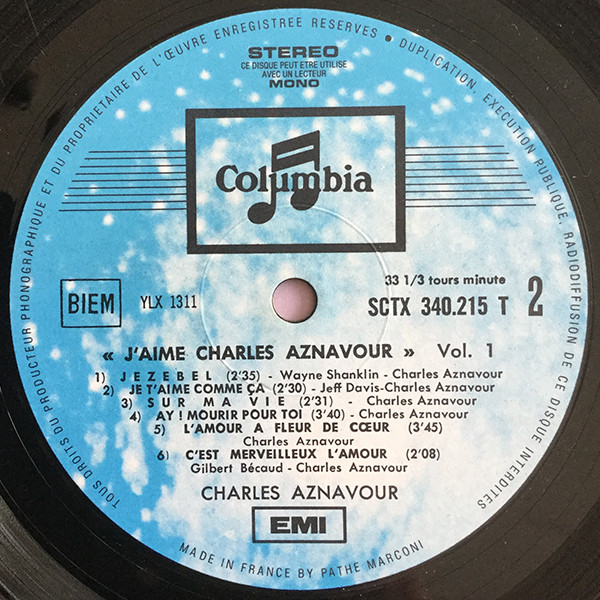 TOUS DROITS DU PRODUCTEUR PHONOGRAPHIQUE ET DU PROPRIETAIRE DE L'ŒUVRE ENREGISTREE RESERVES • DUPLICATION, EXECUTION PUBLIQUE, RADIODIFFUSION DE CE DISQUE INTERDITES
STEREO
CE DISQUE PEUT ETRE UTILISE
AVEC UN LECTEUR
MONO
Columbia
BIEM
YLX 1311
33 1/3 tours minute
SCTX 340.215 T
2
« J'AIME CHARLES AZNAVOUR » Vol. 1
1) JEZEBEL (2'35) - Wayne Shanklin - Charles Aznavour
2) JE T'AIME COMME ÇA (2'30) - Jeff Davis-Charles Aznavour
3) SUR MA VIE (2'31) - Charles Aznavour
4) AY! MOURIR POUR TOI (3'40) - Charles Aznavour
5) L'AMOUR A FLEUR DE CŒUR (3'45)
Charles Aznavour
6) C'EST MERVEILLEUX L'AMOUR (2'08)
Gilbert Bécaud - Charles Aznavour
CHARLES AZNAVOUR
EMI
MADE IN FRANCE BY PATHE MARCONI